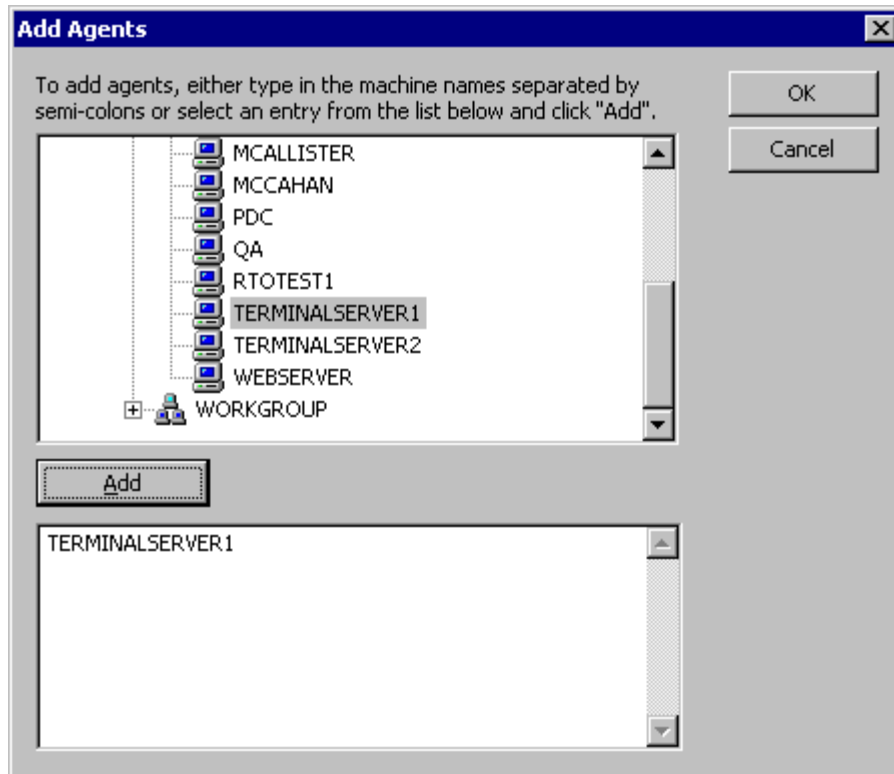 Add Agents
To add agents, either type in the machine names separated by
semi-colons or select an entry from the list below and click "Add".
OK
Cancel
MCALLISTER
MCCAHAN
PDC
QA
RTOTEST1
TERMINALSERVER1
TERMINALSERVER2
WEBSERVER
WORKGROUP
Add
TERMINALSERVER1